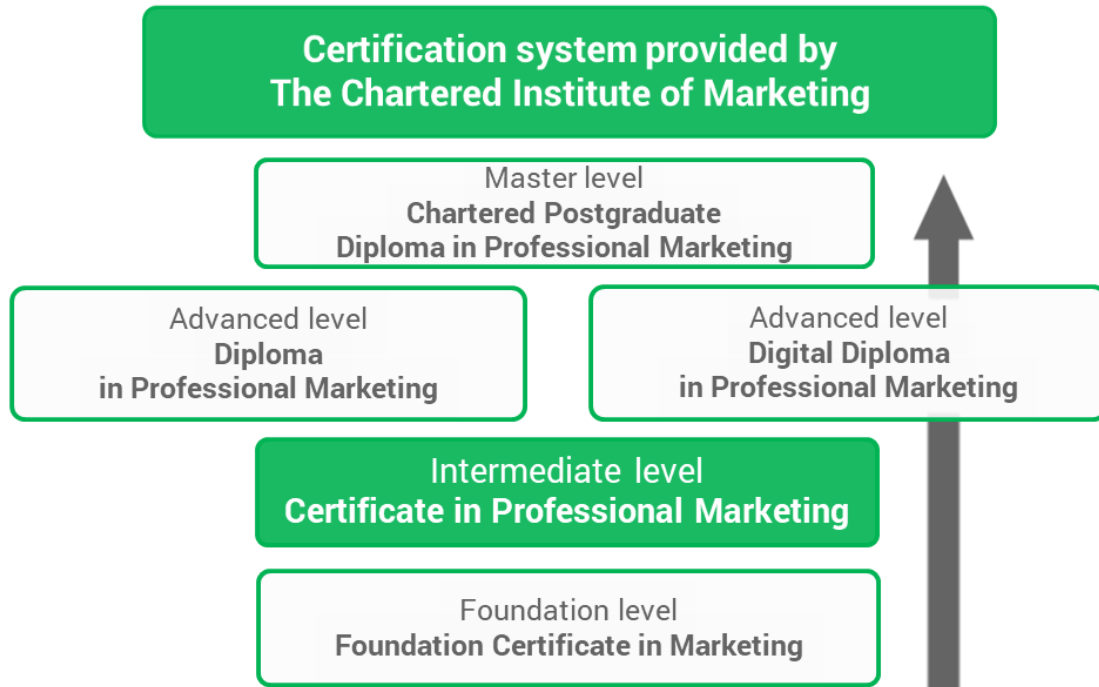 Certification system provided by
The Chartered Institute of Marketing
Master level
Chartered Postgraduate
Diploma in Professional Marketing
Advanced level
Diploma
in Professional Marketing
Advanced level
Digital Diploma
in Professional Marketing
Intermediate level
Certificate in Professional Marketing
Foundation level
Foundation Certificate in Marketing